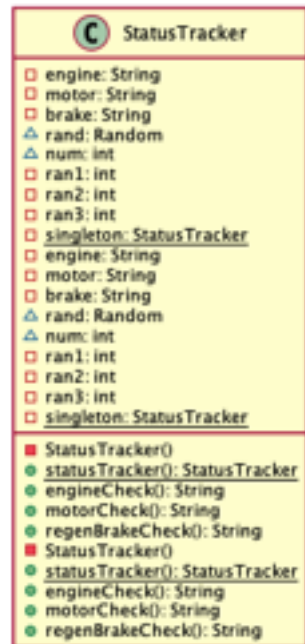 C StatusTracker
engine: String
motor: String
brake: String
rand: Random
num: int
ran1: int
ran2: int
ran3: int
singleton: StatusTracker
engine: String
motor: String
brake: String
rand: Random
num: int
ran1: int
ran2: int
ran3: int
singleton: StatusTracker
StatusTracker()
statusTracker(): StatusTracker
engineCheck(): String
motorCheck(): String
regenBrakeCheck(): String
StatusTracker()
statusTracker(): StatusTracker
engineCheck(): String
motorCheck(): String
regenBrakeCheck(): String